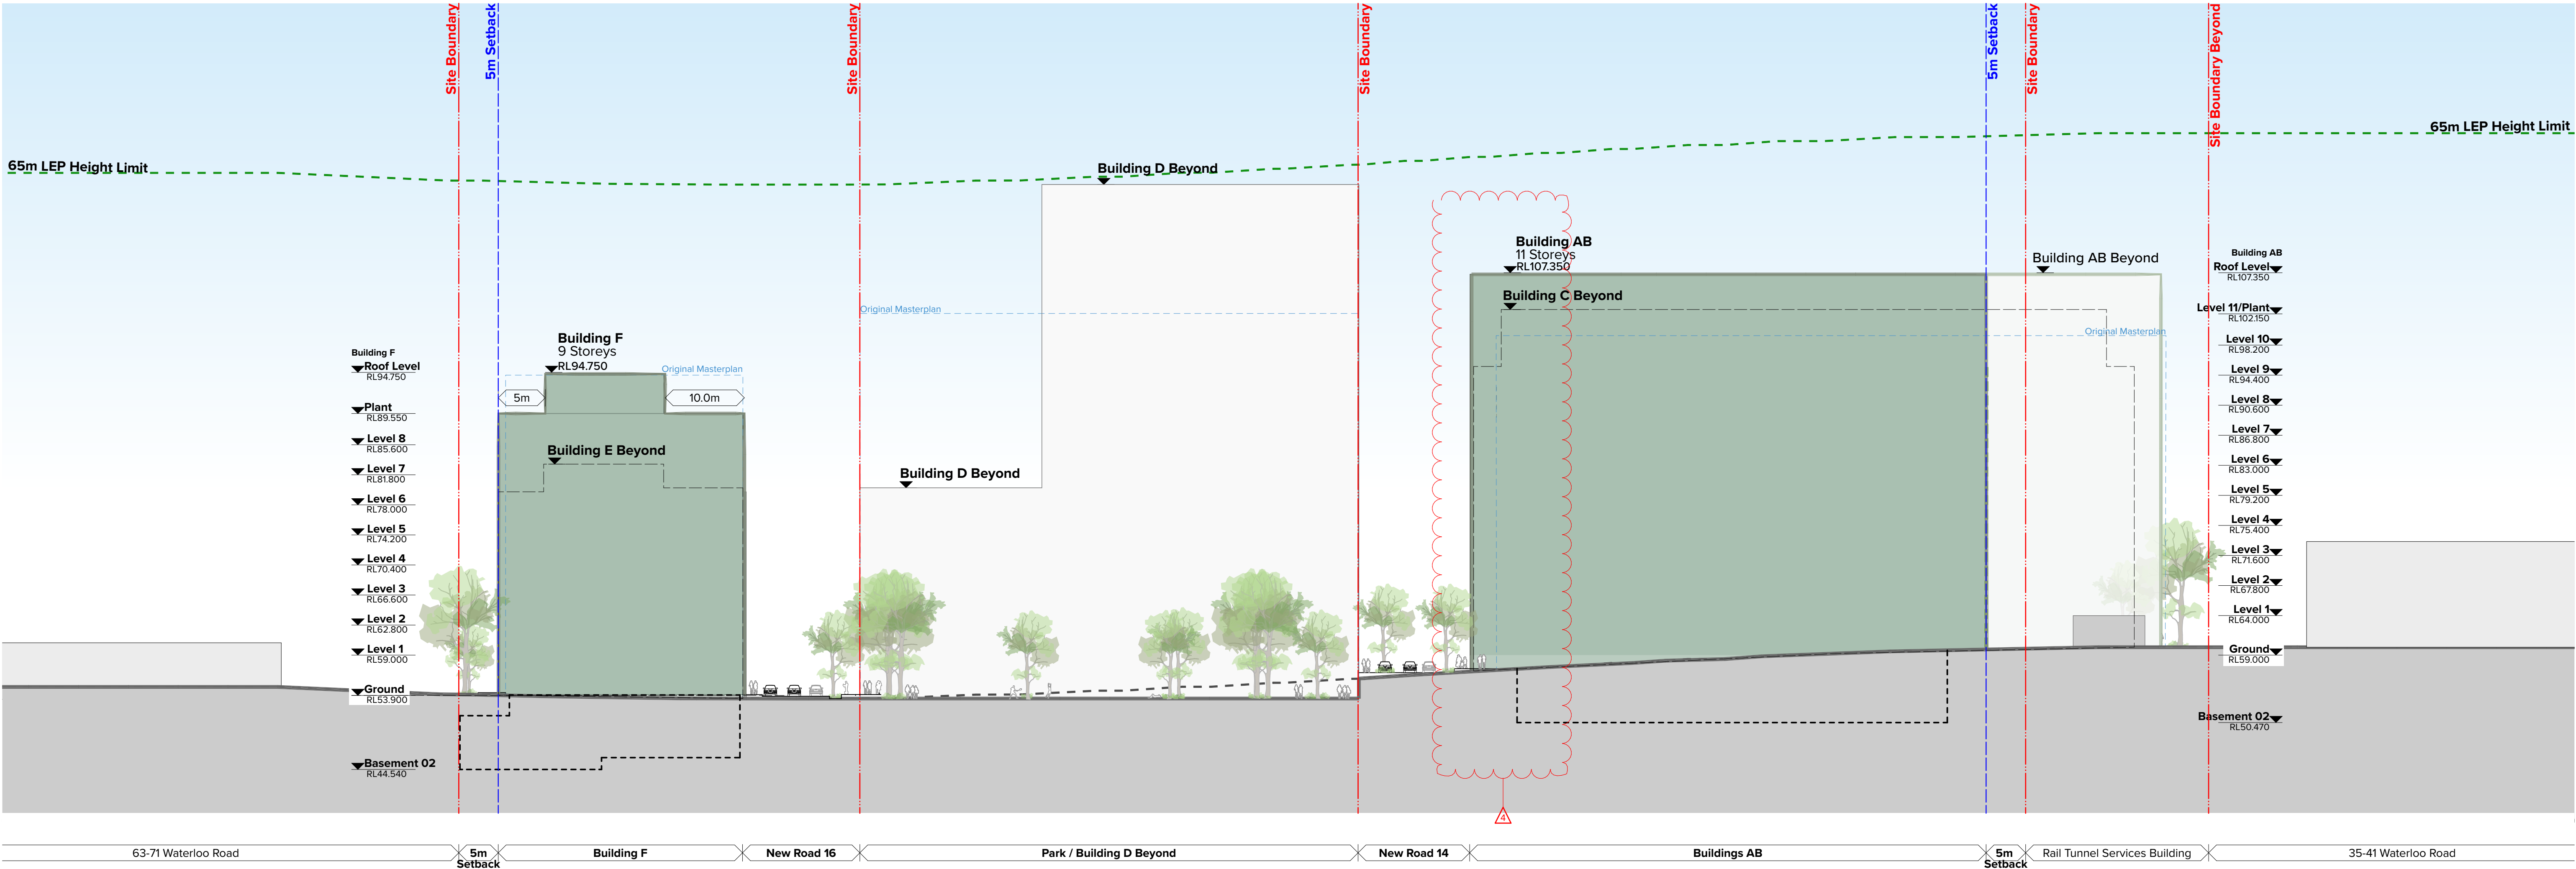 Site Boundary
5m Setback
Site Boundary
Site Boundary
5m Setback
Site Boundary
Site Boundary Beyond
65m LEP Height Limit
65m LEP Height Limit
Building D Beyond
Building AB
11 Storeys
RL107.350
Building AB Beyond
Building C Beyond
Original Masterplan
Original Masterplan
Building F
9 Storeys
RL94.750
Original Masterplan
5m
10.0m
Building E Beyond
Building D Beyond
Building F
Roof Level
RL94.750
Plant
RL89.550
Level 8
RL85.600
Level 7
RL81.800
Level 6
RL78.000
Level 5
RL74.200
Level 4
RL70.400
Level 3
RL66.600
Level 2
RL62.800
Level 1
RL59.000
Ground
RL53.900
Basement 02
RL44.540
Building AB
Roof Level
RL107.350
Level 11/Plant
RL102.150
Level 10
RL98.200
Level 9
RL94.400
Level 8
RL90.600
Level 7
RL86.800
Level 6
RL83.000
Level 5
RL79.200
Level 4
RL75.400
Level 3
RL71.600
Level 2
RL67.800
Level 1
RL64.000
Ground
RL59.000
Basement 02
RL50.470
4
63-71 Waterloo Road
5m
Setback
Building F
New Road 16
Park / Building D Beyond
New Road 14
Buildings AB
5m
Setback
Rail Tunnel Services Building
35-41 Waterloo Road